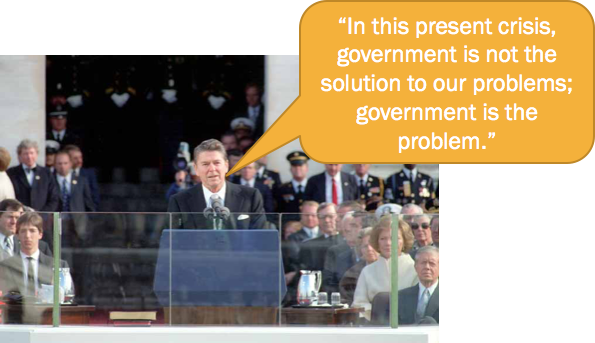 “In this present crisis,
government is not the
solution to our problems;
government is the
problem.”